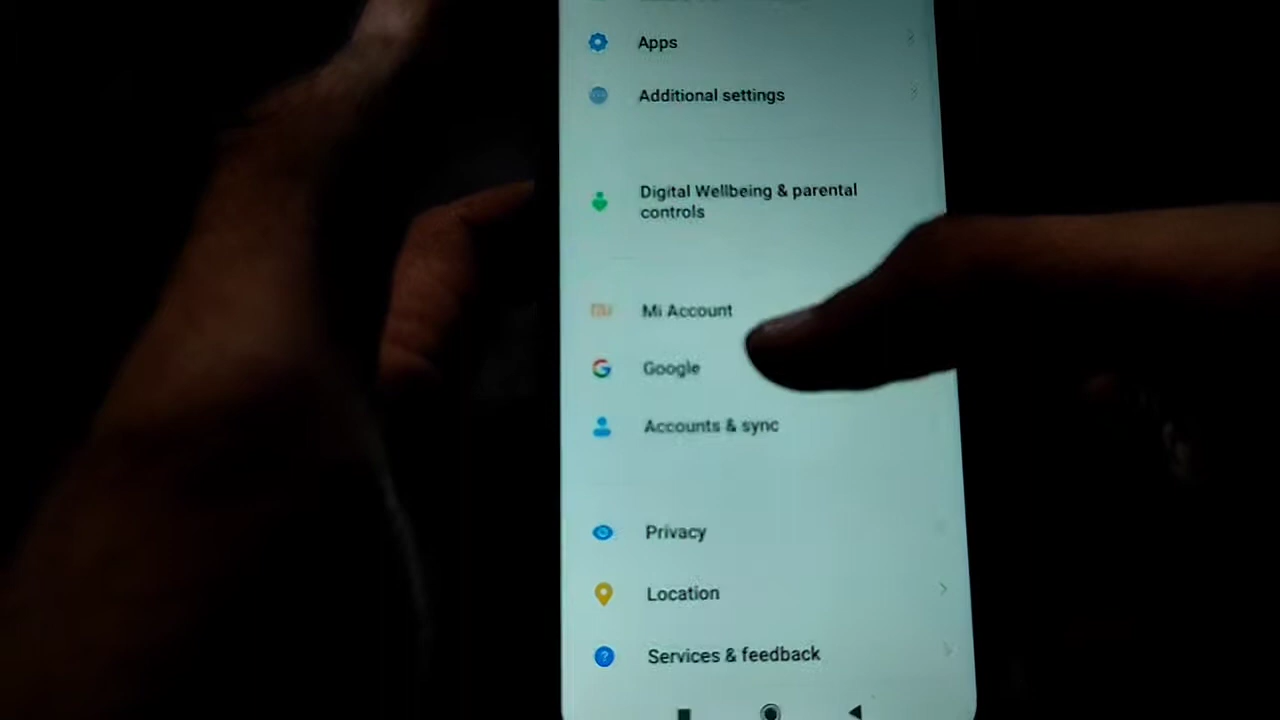 Apps
Additional settings
Digital Wellbeing & parental
controls
Mi Account
Google
Accounts & sync
Privacy
Location
Services & feedback